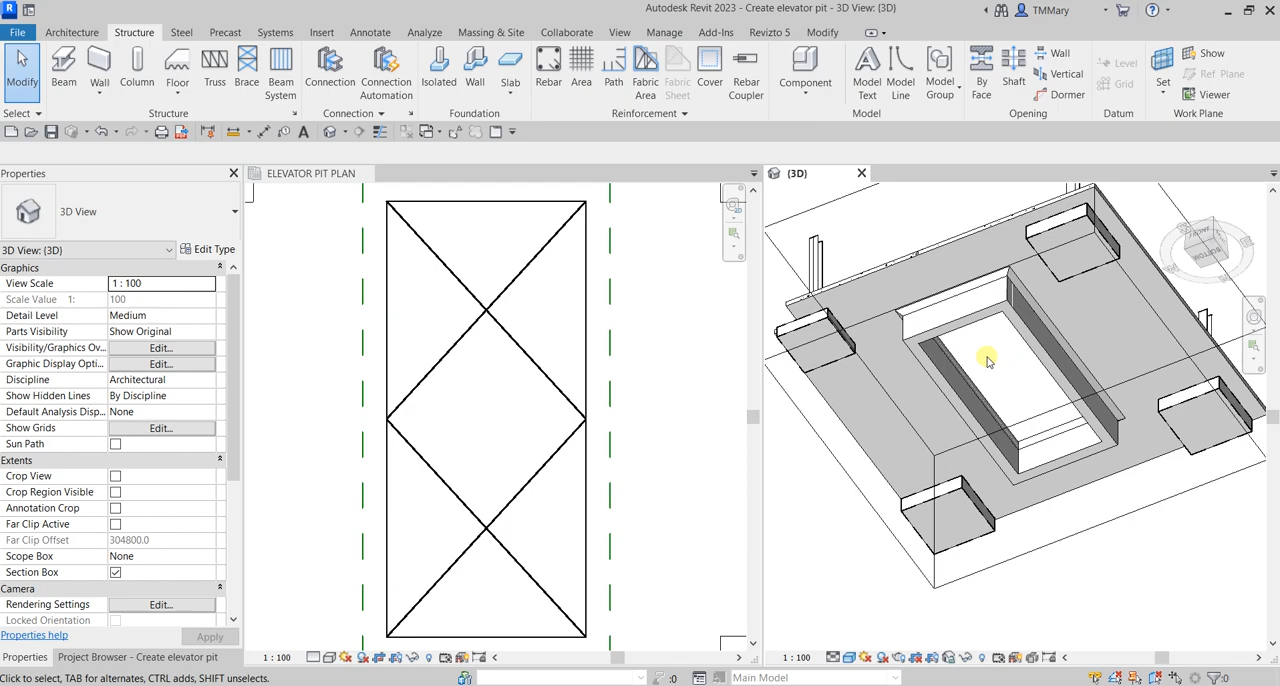 Autodesk Revit 2023 - Create elevator pit - 3D View: {3D}
TMMary
File Architecture Structure Steel Precast Systems Insert Annotate Analyze Massing & Site Collaborate View Manage Add-Ins Revizto 5 Modify
Modify Beam Wall Column Floor Truss Brace Beam System Connection Connection Automation Isolated Wall Slab Rebar Area Path Fabric Area Fabric Sheet Cover Rebar Coupler Component Model Text Model Line Model Group By Face Shaft Wall Vertical Dormer Level Grid Set Show Ref Plane Viewer
Select Structure Connection Foundation Reinforcement Model Opening Datum Work Plane
Properties
ELEVATOR PIT PLAN
{3D}
3D View
3D View: {3D} Edit Type
Graphics
View Scale 1 : 100
Scale Value 1: 100
Detail Level Medium
Parts Visibility Show Original
Visibility/Graphics Ov... Edit...
Graphic Display Opti... Edit...
Discipline Architectural
Show Hidden Lines By Discipline
Default Analysis Disp... None
Show Grids Edit...
Sun Path
Extents
Crop View
Crop Region Visible
Annotation Crop
Far Clip Active
Far Clip Offset 304800.0
Scope Box None
Section Box
Camera
Rendering Settings Edit...
Locked Orientation
Properties help Apply
Properties Project Browser - Create elevator pit
1 : 100
1 : 100
FRONT
BOTTOM
Click to select, TAB for alternates, CTRL adds, SHIFT unselects.
:0
Main Model
:0